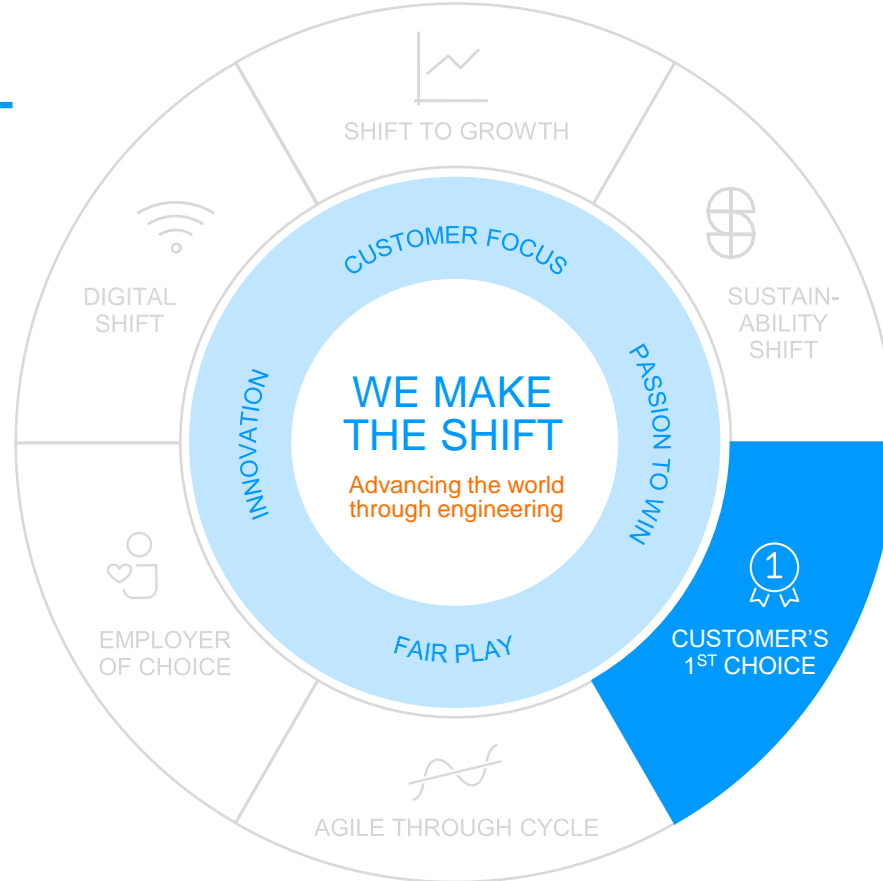 SHIFT TO GROWTH
DIGITAL
SHIFT
SUSTAIN-
ABILITY
SHIFT
CUSTOMER FOCUS
PASSION TO WIN
INNOVATION
FAIR PLAY
WE MAKE
THE SHIFT
Advancing the world
through engineering
1
CUSTOMER'S
1ST CHOICE
EMPLOYER
OF CHOICE
AGILE THROUGH CYCLE